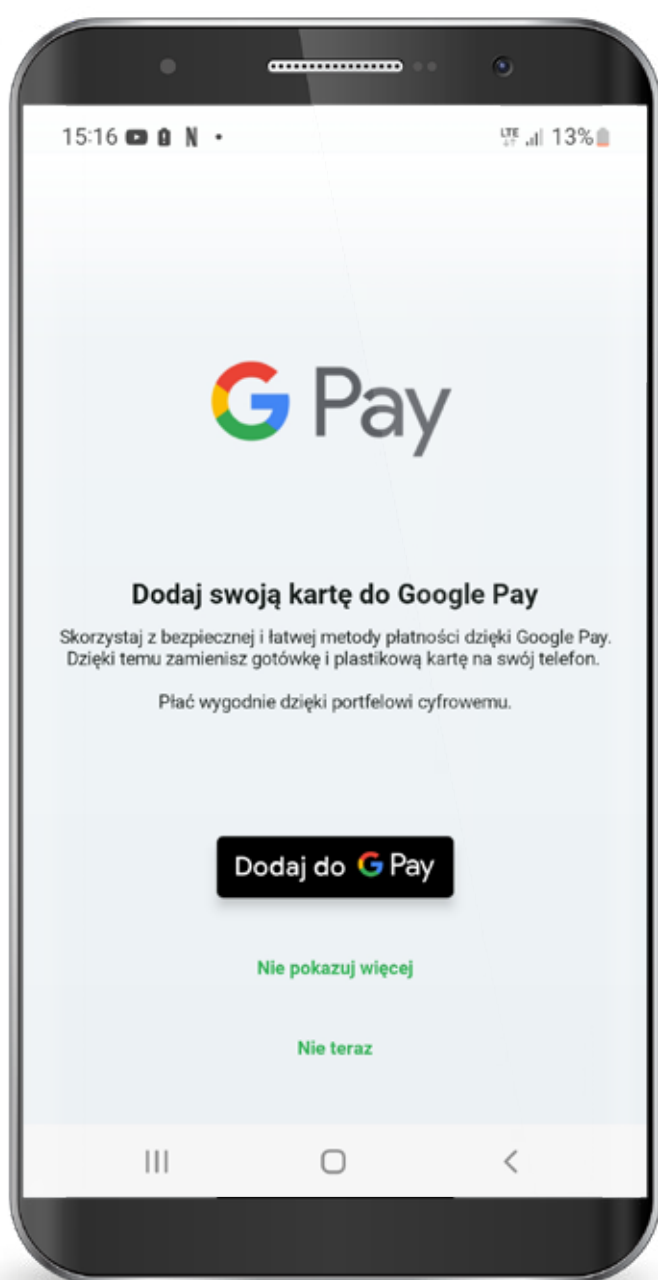 15:16 N LTE 13%
G Pay
Dodaj swoją kartę do Google Pay
Skorzystaj z bezpiecznej i łatwej metody płatności dzięki Google Pay.
Dzięki temu zamienisz gotówkę i plastikową kartę na swój telefon.
Płać wygodnie dzięki portfelowi cyfrowemu.
Dodaj do G Pay
Nie pokazuj więcej
Nie teraz